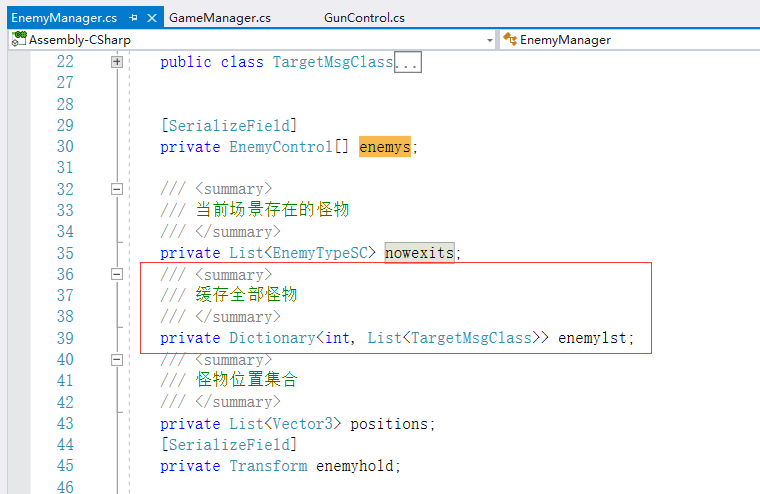 EnemyManager.cs GameManager.cs GunControl.cs
Assembly-CSharp EnemyManager
22 public class TargetMsgClass...
27
28
29 [SerializeField]
30 private EnemyControl[] enemys;
31
32 /// <summary>
33 /// 当前场景存在的怪物
34 /// </summary>
35 private List<EnemyTypeSC> nowexits;
36 /// <summary>
37 /// 缓存全部怪物
38 /// </summary>
39 private Dictionary<int, List<TargetMsgClass>> enemylst;
40 /// <summary>
41 /// 怪物位置集合
42 /// </summary>
43 private List<Vector3> positions;
44 [SerializeField]
45 private Transform enemyhold;
46